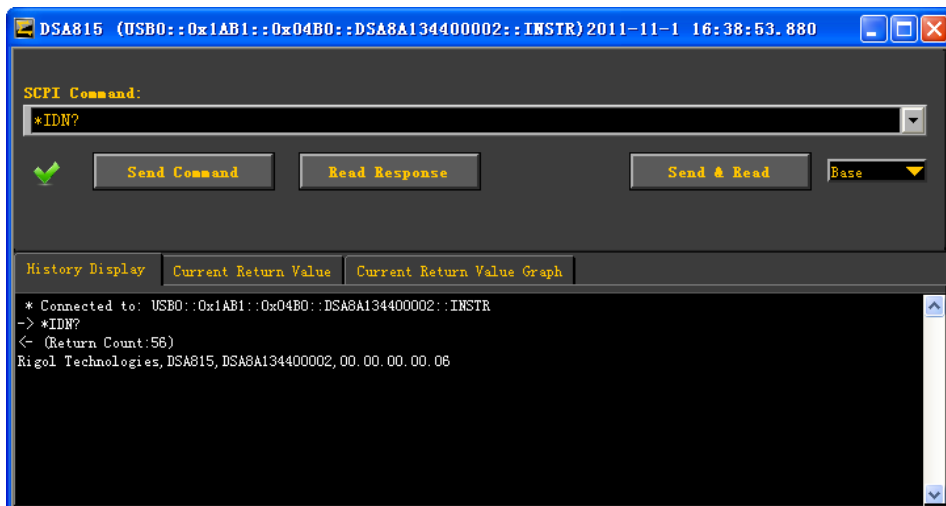 DSA815 (USB0::0x1AB1::0x04B0::DSA8A134400002::INSTR)2011-11-1 16:38:53.880
SCPI Command:
*IDN?
Send Command Read Response Send & Read Base
History Display Current Return Value Current Return Value Graph
* Connected to: USB0::0x1AB1::0x04B0::DSA8A134400002::INSTR
-> *IDN?
<- (Return Count:56)
Rigol Technologies,DSA815,DSA8A134400002,00.00.00.00.06